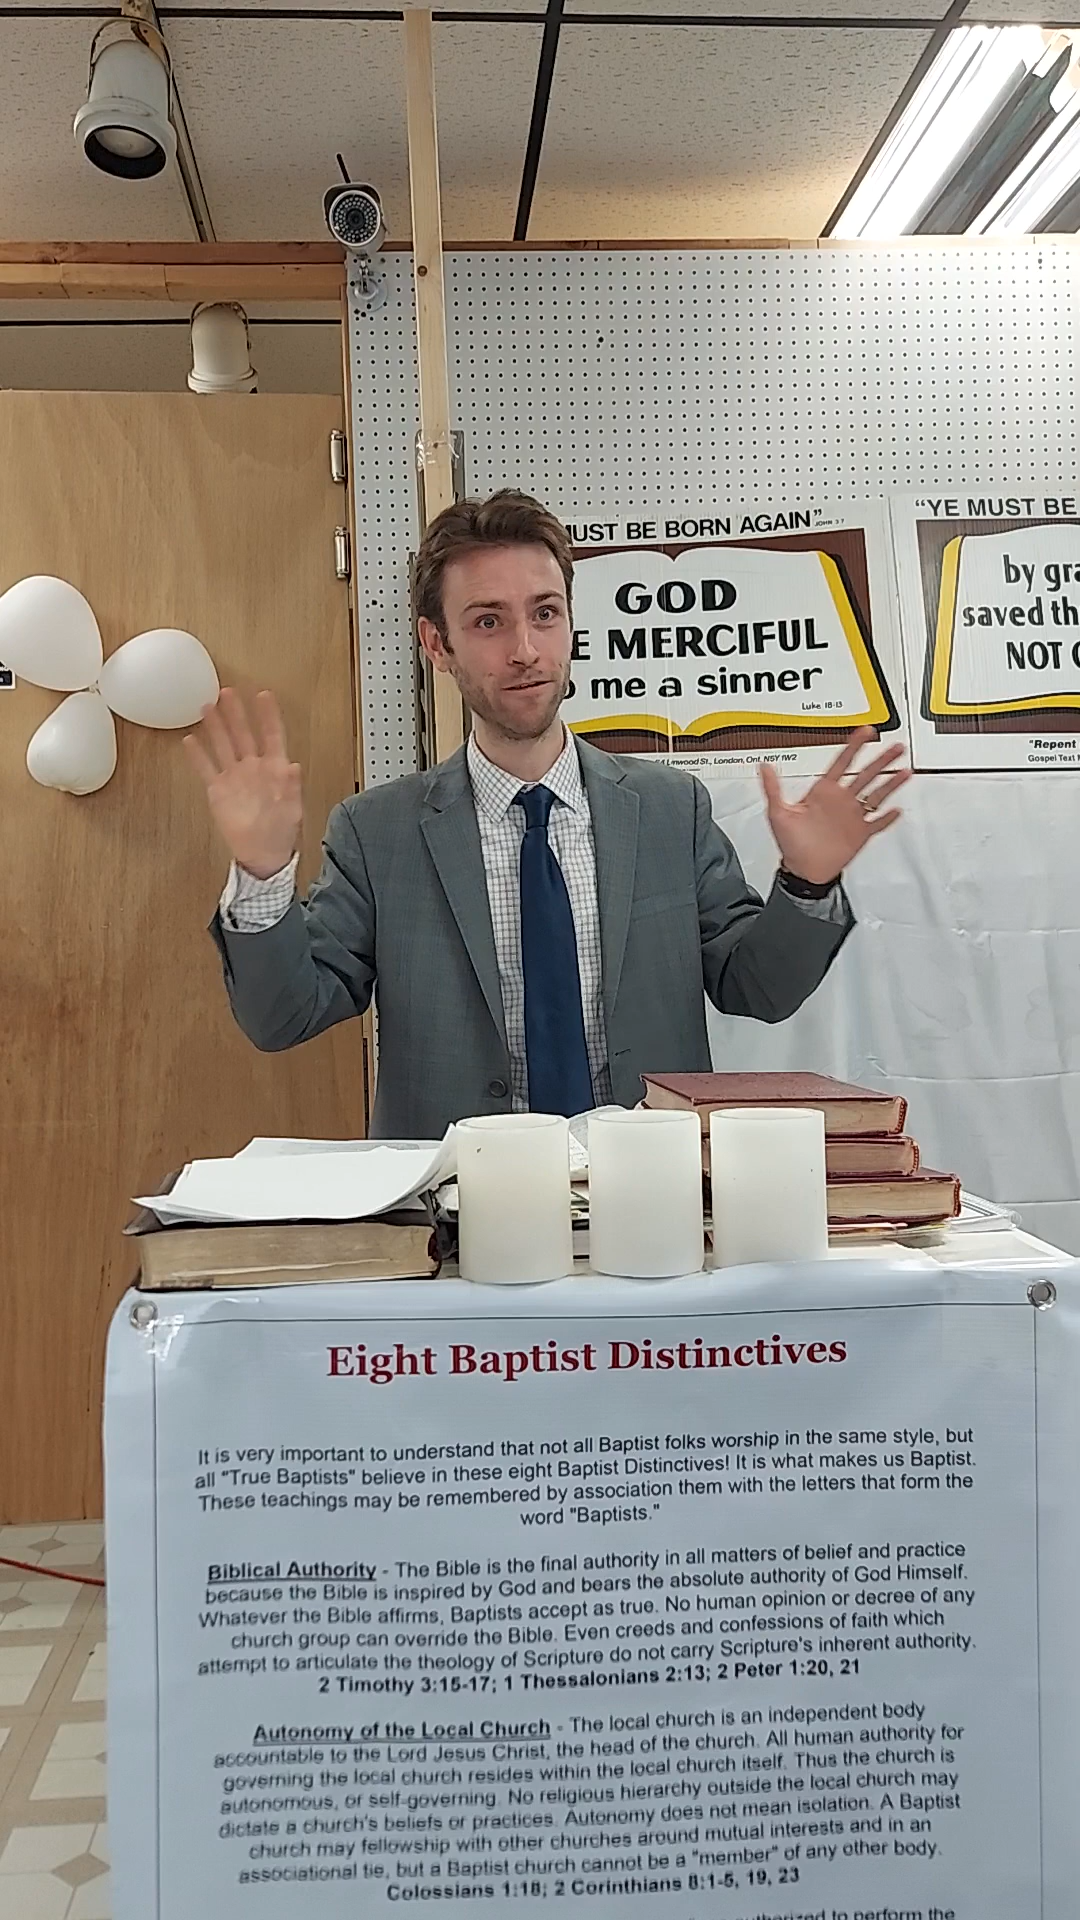 UST BE BORN AGAIN" JOHN 3 7
GOD
E MERCIFUL
me a sinner
Luke 18-13
Linwood St., London, Ont. N5Y 1W2
"YE MUST BE
by gra
saved th
NOT
"Repent
Gospel Text
Eight Baptist Distinctives
It is very important to understand that not all Baptist folks worship in the same style, but
all "True Baptists" believe in these eight Baptist Distinctives! It is what makes us Baptist.
These teachings may be remembered by association them with the letters that form the
word "Baptists."
Biblical Authority - The Bible is the final authority in all matters of belief and practice
because the Bible is inspired by God and bears the absolute authority of God Himself.
Whatever the Bible affirms, Baptists accept as true. No human opinion or decree of any
church group can override the Bible. Even creeds and confessions of faith which
attempt to articulate the theology of Scripture do not carry Scripture's inherent authority.
2 Timothy 3:15-17; 1 Thessalonians 2:13; 2 Peter 1:20, 21
Autonomy of the Local Church - The local church is an independent body
accountable to the Lord Jesus Christ, the head of the church. All human authority for
governing the local church resides within the local church itself. Thus the church is
autonomous, or self-governing. No religious hierarchy outside the local church may
dictate a church's beliefs or practices. Autonomy does not mean isolation. A Baptist
church may fellowship with other churches around mutual interests and in an
associational tie, but a Baptist church cannot be a "member" of any other body.
Colossians 1:18; 2 Corinthians 8:1-5, 19, 23
to perform the